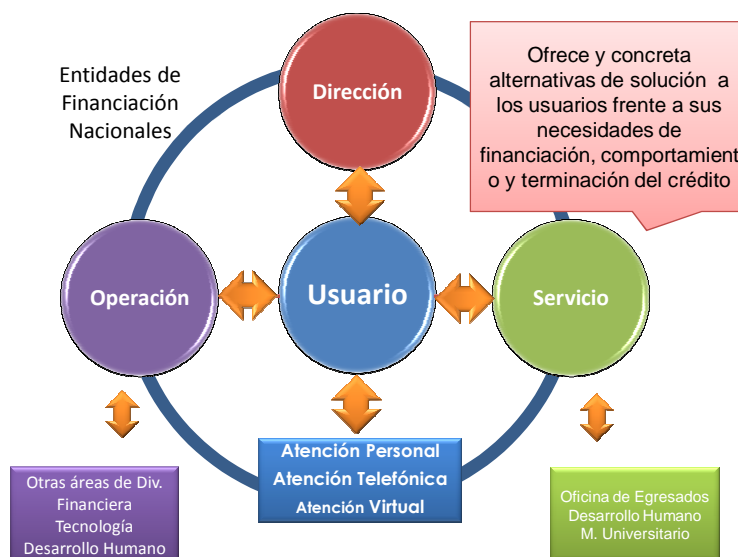 Entidades de
Financiación
Nacionales
Dirección
Ofrece y concreta
alternativas de solución a
los usuarios frente a sus
necesidades de
financiación, comportamient
o y terminación del crédito
Operación
Usuario
Servicio
Atención Personal
Atención Telefónica
Atención Virtual
Otras áreas de Div.
Financiera
Tecnología
Desarrollo Humano
Oficina de Egresados
Desarrollo Humano
M. Universitario